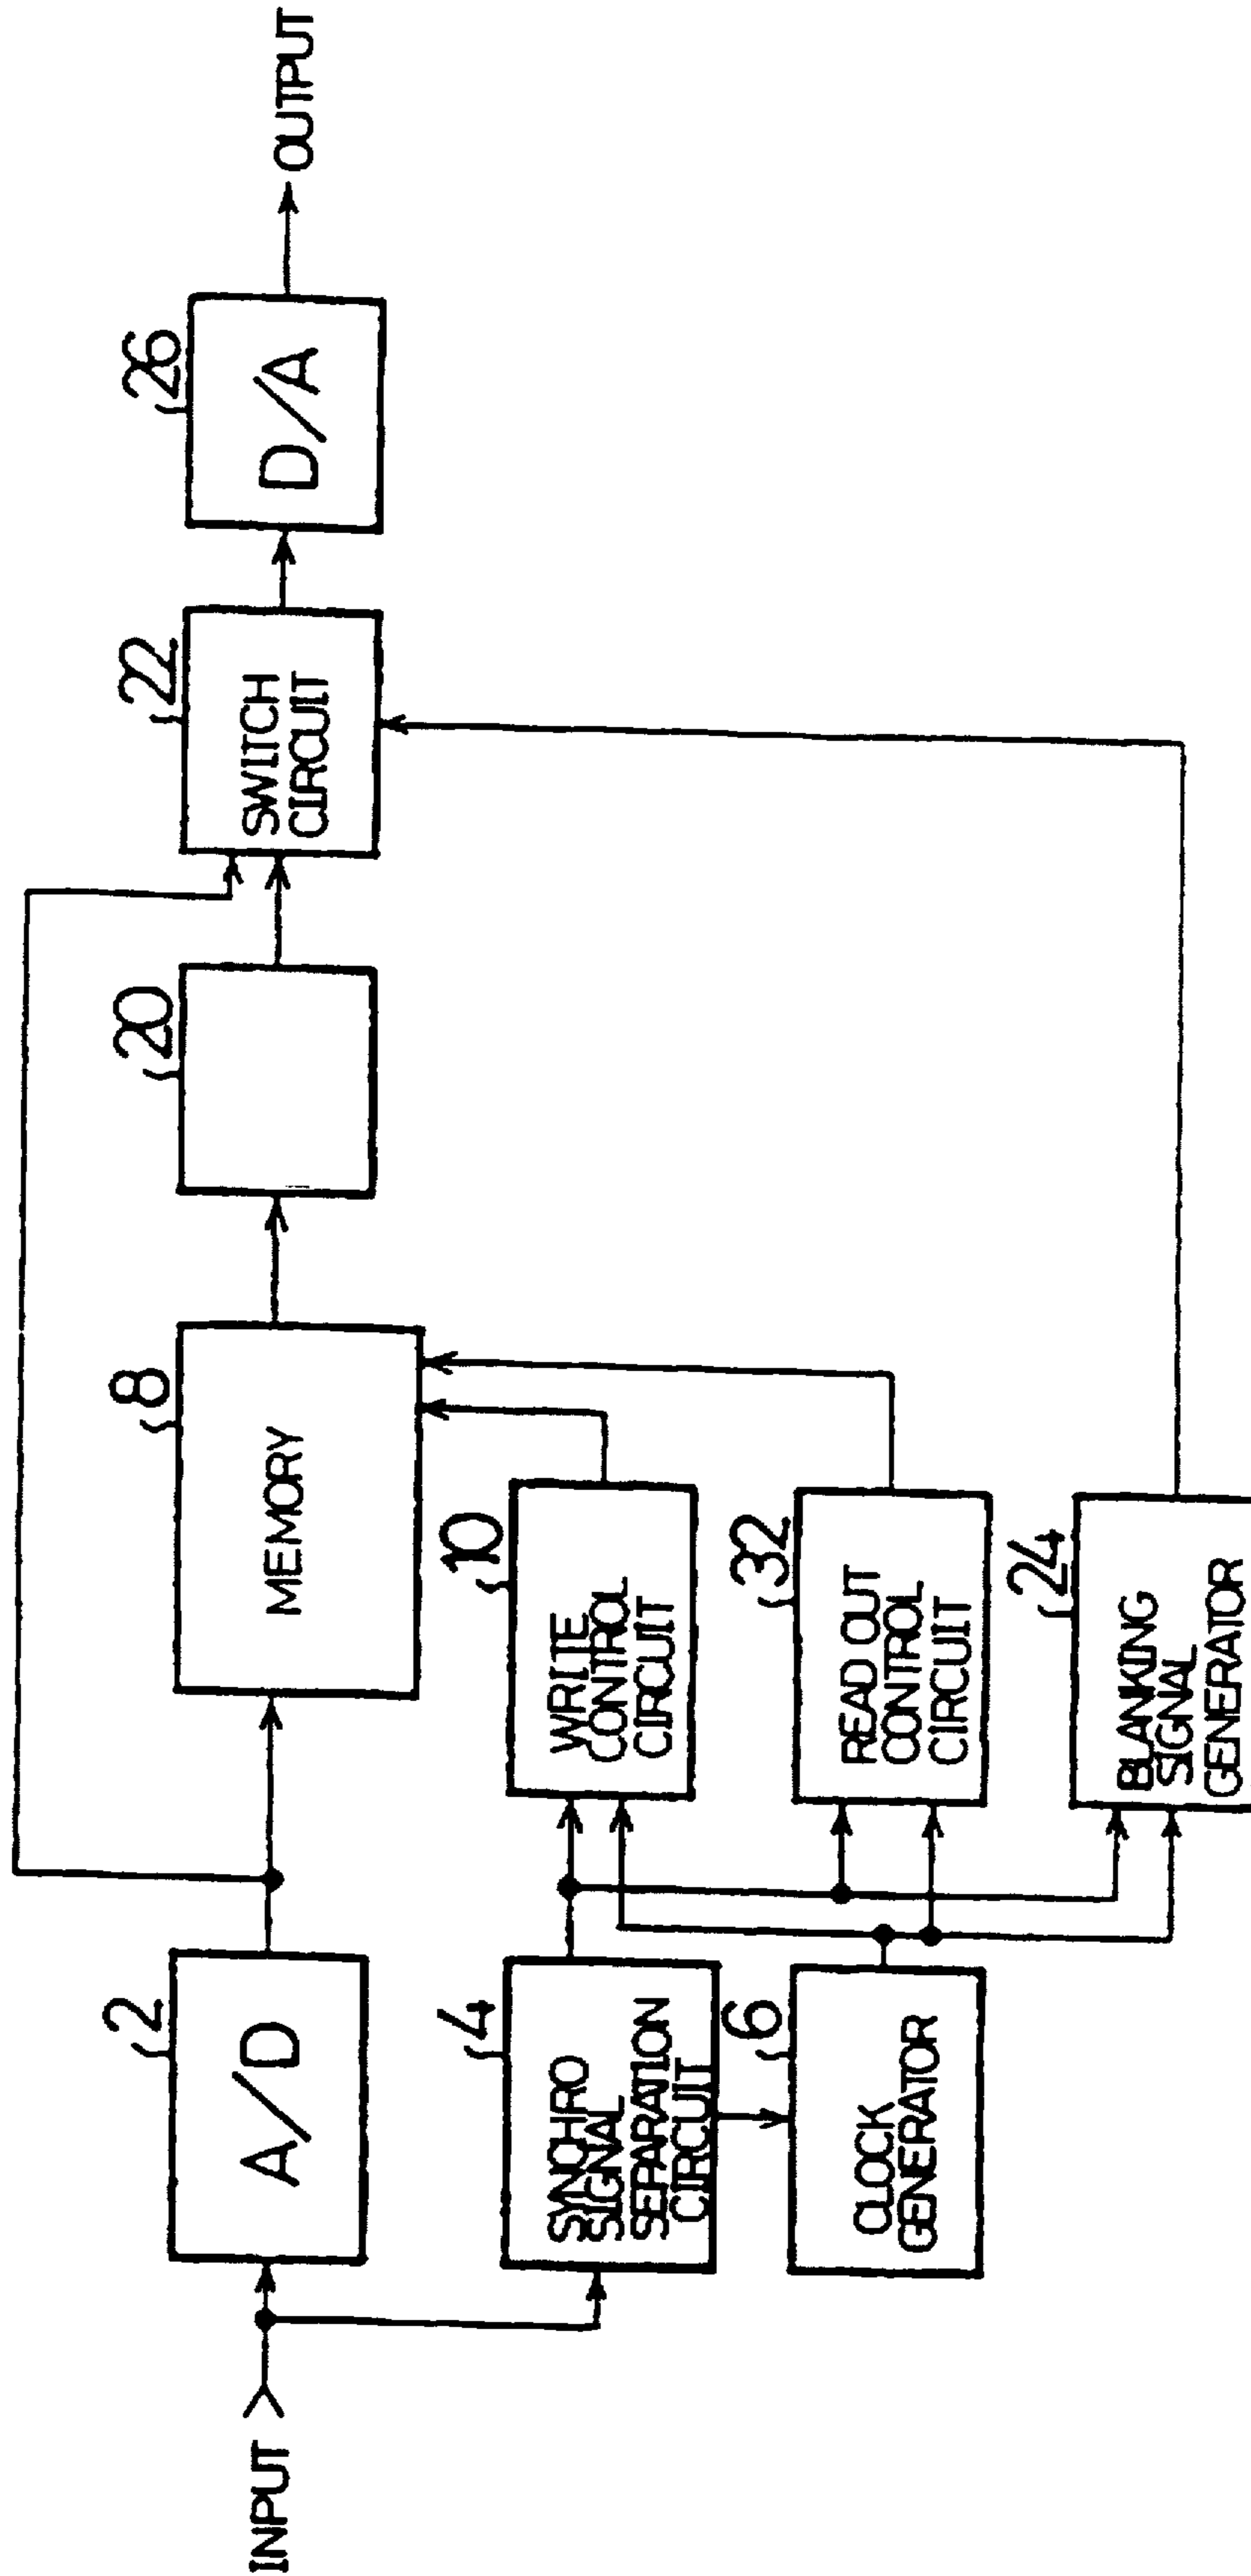 INPUT
2
A/D
8
MEMORY
20
22
SWITCH
CIRCUIT
26
D/A
OUTPUT
4
SYNCHRO
SIGNAL
SEPARATION
CIRCUIT
10
WRITE
CONTROL
CIRCUIT
6
CLOCK
GENERATOR
32
READ OUT
CONTROL
CIRCUIT
24
BLANKING
SIGNAL
GENERATOR